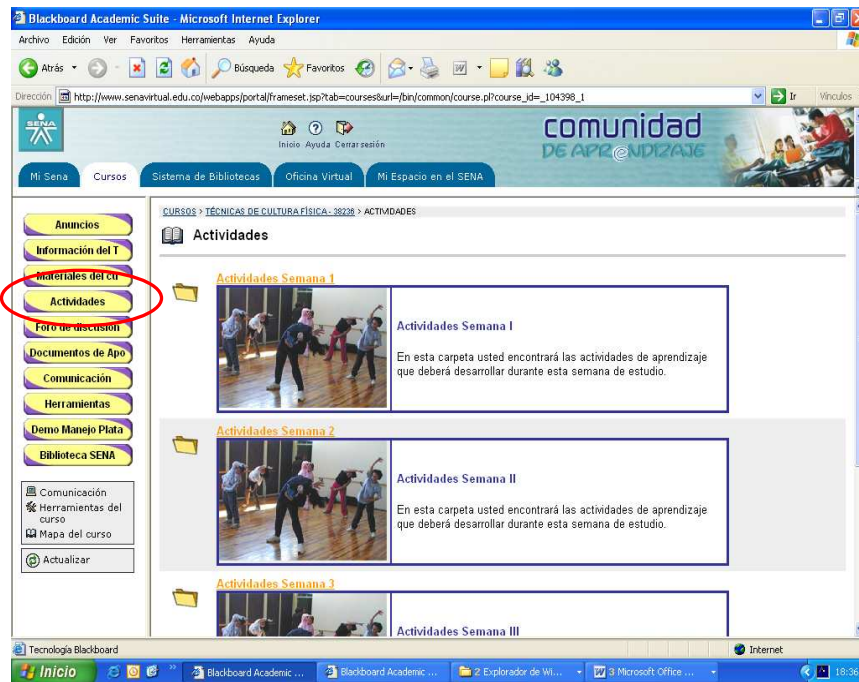 Blackboard Academic Suite - Microsoft Internet Explorer
Archivo Edición Ver Favoritos Herramientas Ayuda
Atrás Búsqueda Favoritos
Dirección http://www.senavirtual.edu.co/webapps/portal/frameset.jsp?tab=courses&url=/bin/common/course.pl?course_id=_104398_1 Ir Vínculos
SENA
Inicio Ayuda Cerrar sesión
comunidad
DE APR@NDIZAJE
Mi Sena Cursos Sistema de Bibliotecas Oficina Virtual Mi Espacio en el SENA
CURSOS > TÉCNICAS DE CULTURA FÍSICA - 38236 > ACTIVIDADES
Actividades
Anuncios
Información del T
Materiales del cu
Actividades
Foro de discusión
Documentos de Apo
Comunicación
Herramientas
Demo Manejo Plata
Biblioteca SENA
Comunicación
Herramientas del
curso
Mapa del curso
Actualizar
Actividades Semana 1
Actividades Semana I
En esta carpeta usted encontrará las actividades de aprendizaje
que deberá desarrollar durante esta semana de estudio.
Actividades Semana 2
Actividades Semana II
En esta carpeta usted encontrará las actividades de aprendizaje
que deberá desarrollar durante esta semana de estudio.
Actividades Semana 3
Actividades Semana III
Tecnología Blackboard Internet
Inicio Blackboard Academic ... Blackboard Academic ... 2 Explorador de Wi... 3 Microsoft Office ... 18:36